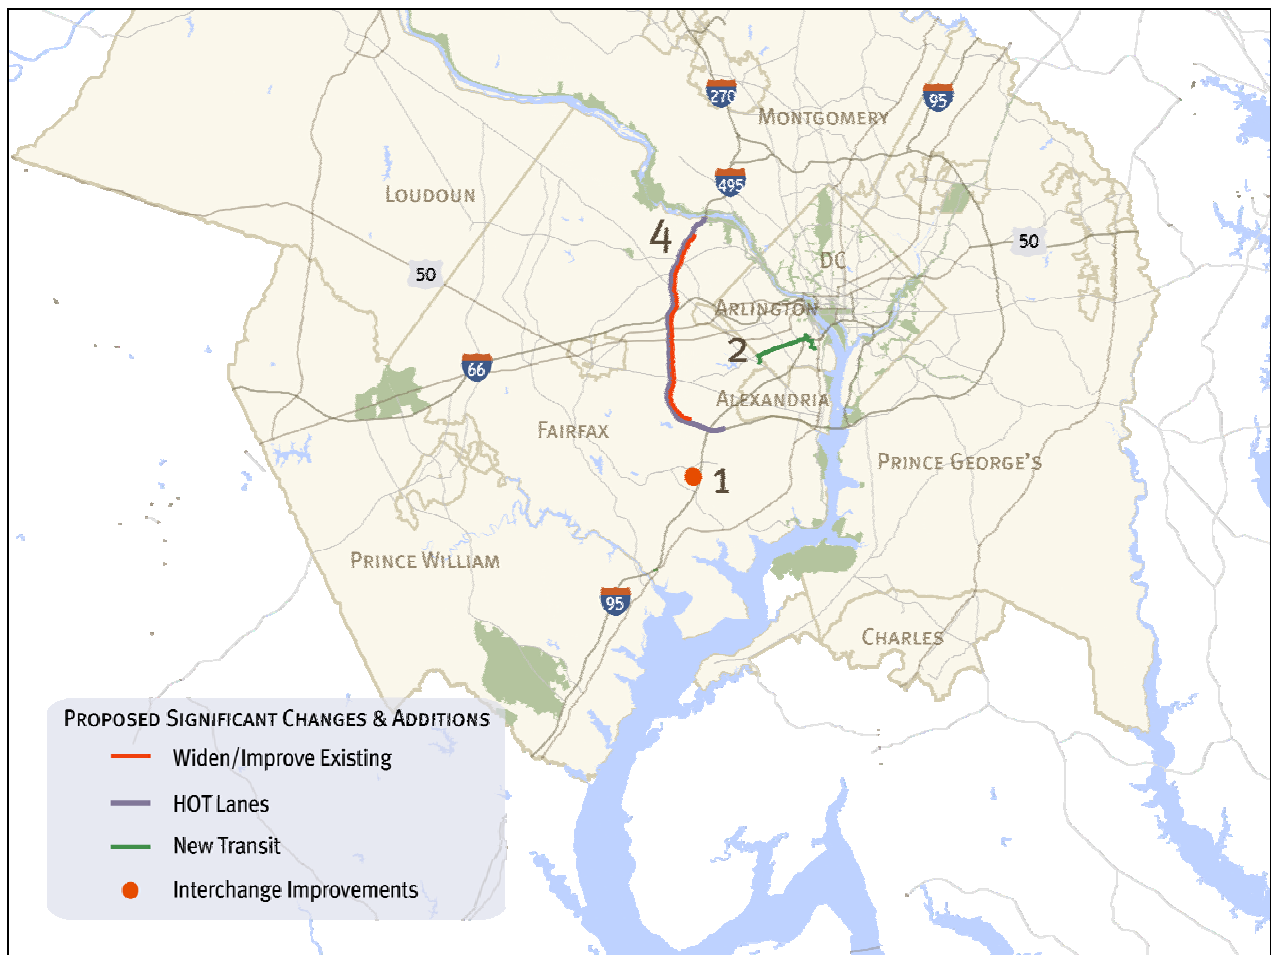 270
95
MONTGOMERY
495
LOUDOUN
4
50
DC
50
ARLINGTON
2
66
ALEXANDRIA
FAIRFAX
PRINCE GEORGE'S
1
PRINCE WILLIAM
95
CHARLES
PROPOSED SIGNIFICANT CHANGES & ADDITIONS
Widen/Improve Existing
HOT Lanes
New Transit
Interchange Improvements